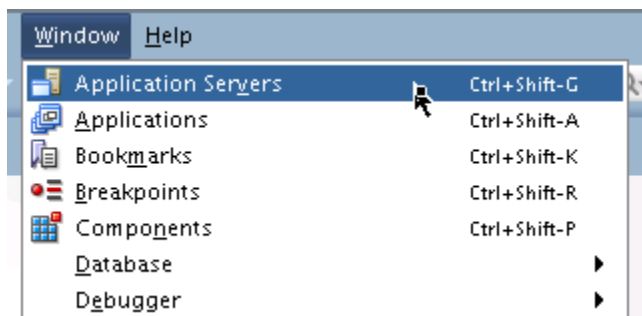 Window Help
Application Servers Ctrl+Shift-G
Applications Ctrl+Shift-A
Bookmarks Ctrl+Shift-K
Breakpoints Ctrl+Shift-R
Components Ctrl+Shift-P
Database
Debugger